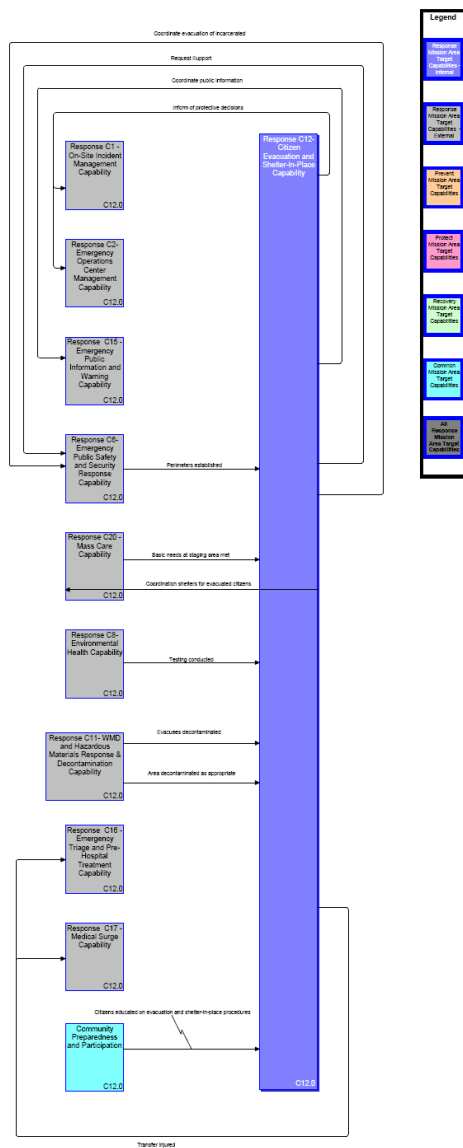 Coordinate evacuation of incarcerated
Request Support
Coordinate public information
Inform of protective decisions
Response C1 -
On-Site Incident
Management
Capability
C12.0
Response C2-
Emergency
Operations
Center
Management
Capability
C12.0
Response C15 -
Emergency
Public
Information and
Warning
Capability
C12.0
Response C6-
Emergency
Public Safety
and Security
Response
Capability
C12.0
Perimeters established
Response C20 -
Mass Care
Capability
C12.0
Basic needs at staging area met
Coordination shelters for evacuated citizens
Response C8-
Environmental
Health Capability
C12.0
Testing conducted
Response C11- WMD
and Hazardous
Materials Response &
Decontamination
Capability
C12.0
Evacuees decontaminated
Area decontaminated as appropriate
Response C16 -
Emergency
Triage and Pre-
Hospital
Treatment
Capability
C12.0
Response C17 -
Medical Surge
Capability
C12.0
Citizens educated on evacuation and shelter-in-place procedures
Community
Preparedness
and Participation
C12.0
Transfer injured
Response C12-
Citizen
Evacuation and
Shelter-In-Place
Capability
C12.0
Legend
Response
Mission Area
Target
Capabilities -
Internal
Response
Mission Area
Target
Capabilities -
External
Prevent
Mission Area
Target
Capabilities
Protect
Mission Area
Target
Capabilities
Recovery
Mission Area
Target
Capabilities
Common
Mission Area
Target
Capabilities
All
Response
Mission
Area Target
Capabilities